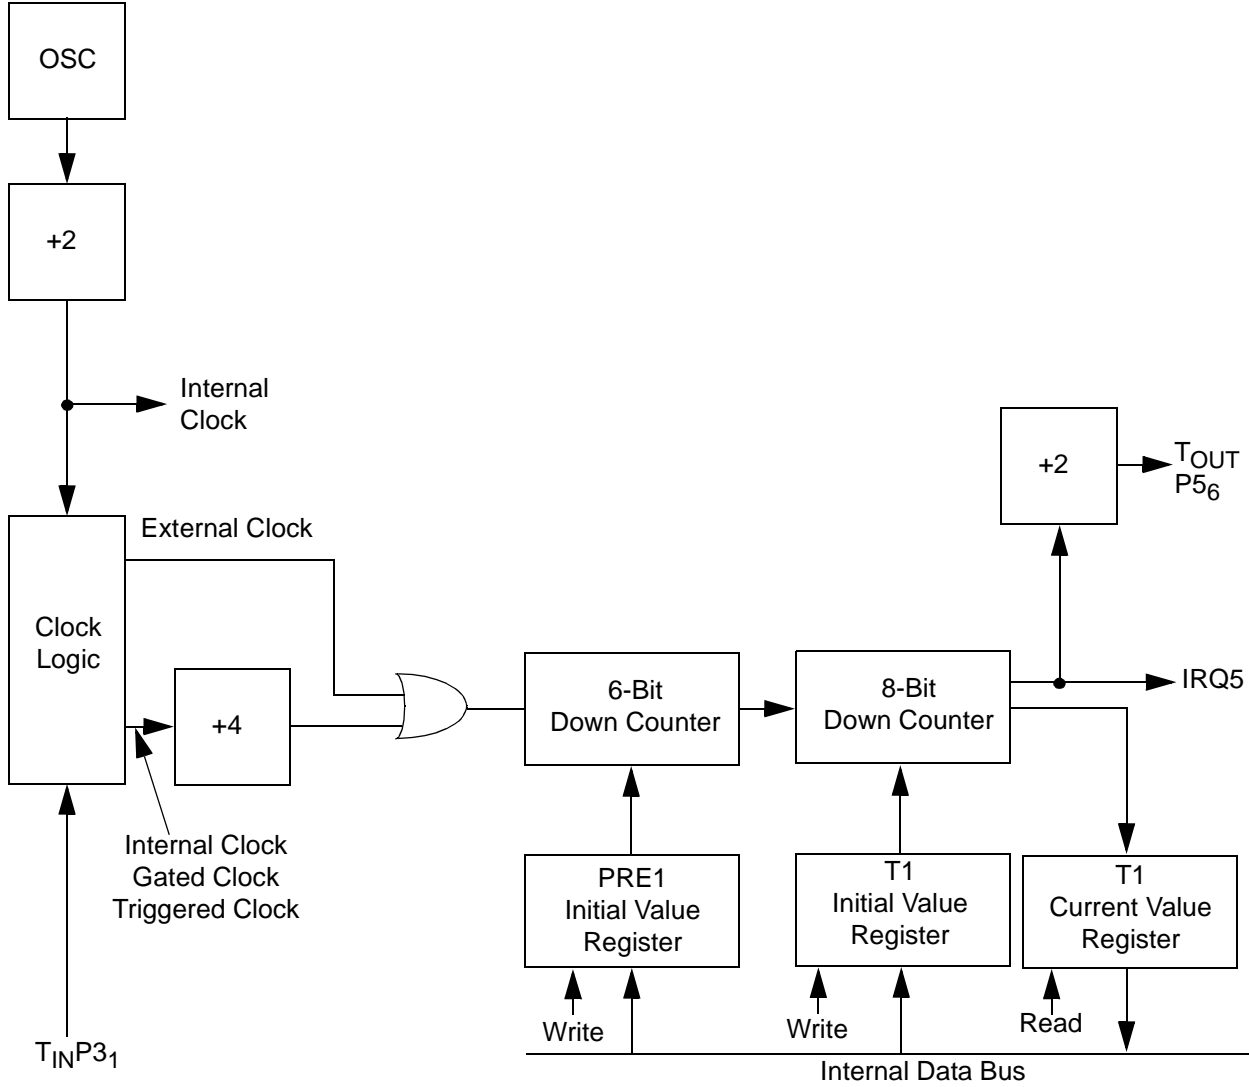 OSC
+2
Internal
Clock
+2
TOUT
P56
External Clock
Clock
Logic
+4
6-Bit
Down Counter
8-Bit
Down Counter
IRQ5
Internal Clock
Gated Clock
Triggered Clock
PRE1
Initial Value
Register
T1
Initial Value
Register
T1
Current Value
Register
Write
Write
Read
TINP31
Internal Data Bus